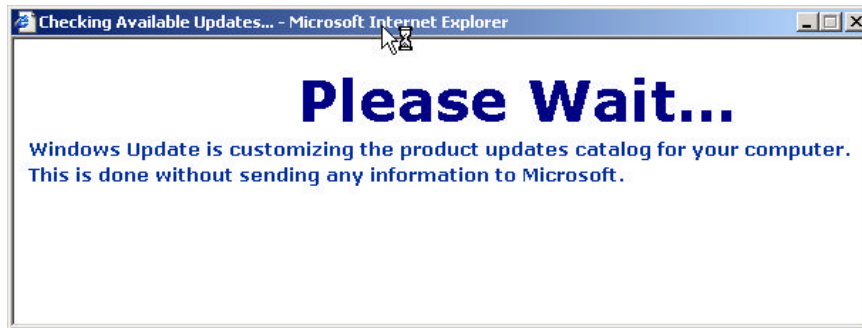 Checking Available Updates... - Microsoft Internet Explorer
Please Wait...
Windows Update is customizing the product updates catalog for your computer.
This is done without sending any information to Microsoft.